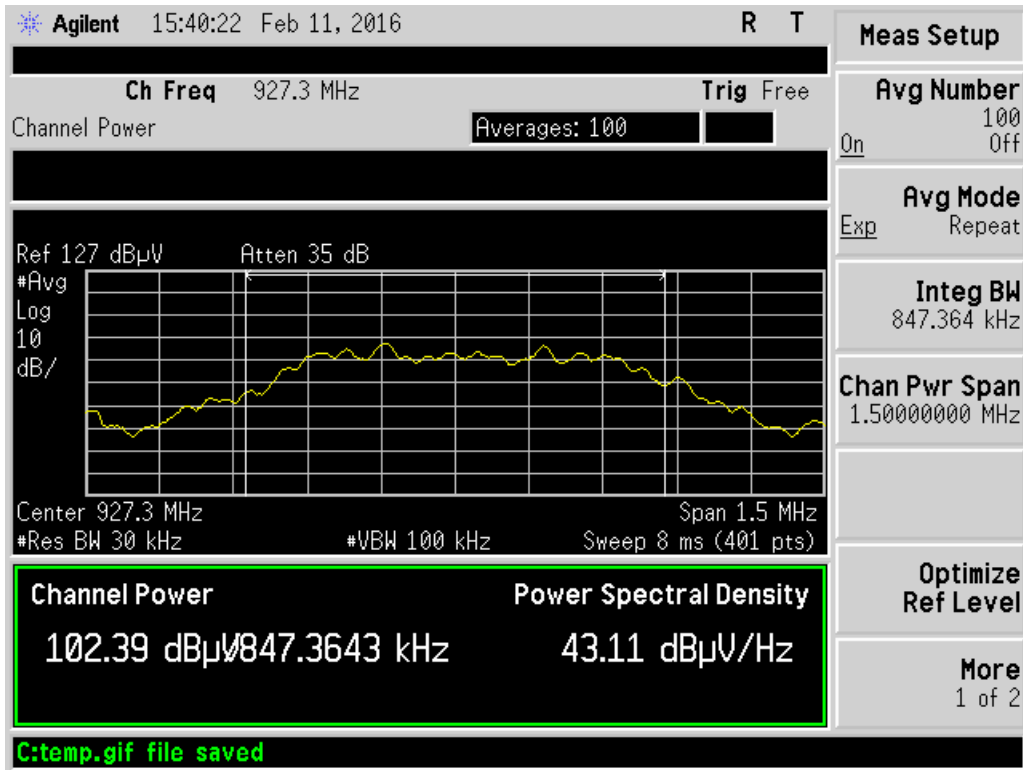 Agilent 15:40:22 Feb 11, 2016 R T
Ch Freq 927.3 MHz Trig Free
Channel Power Averages: 100
Ref 127 dBµV Atten 35 dB
#Avg
Log
10
dB/
Center 927.3 MHz Span 1.5 MHz
#Res BW 30 kHz #VBW 100 kHz Sweep 8 ms (401 pts)
Channel Power Power Spectral Density
102.39 dBµV/847.3643 kHz 43.11 dBµV/Hz
C:temp.gif file saved
Meas Setup
Avg Number
100
On Off
Avg Mode
Exp Repeat
Integ BW
847.364 kHz
Chan Pwr Span
1.50000000 MHz
Optimize
Ref Level
More
1 of 2